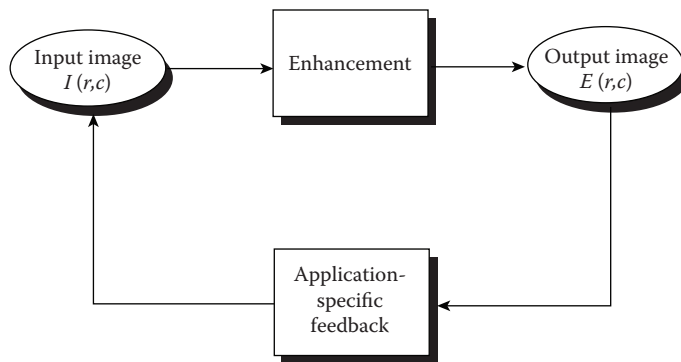 Input image
I (r,c)
Enhancement
Output image
E (r,c)
Application-
specific
feedback